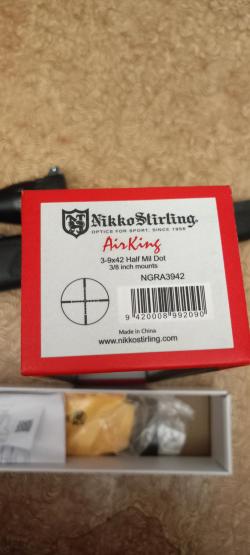 NS
NikkoStirling®
OPTICS FOR SPORT, SINCE 1956
AirKing
3-9x42 Half Mil Dot
3/8 inch mounts
NGRA3942
9 420008 992090
Made in China
www.nikkostirling.com